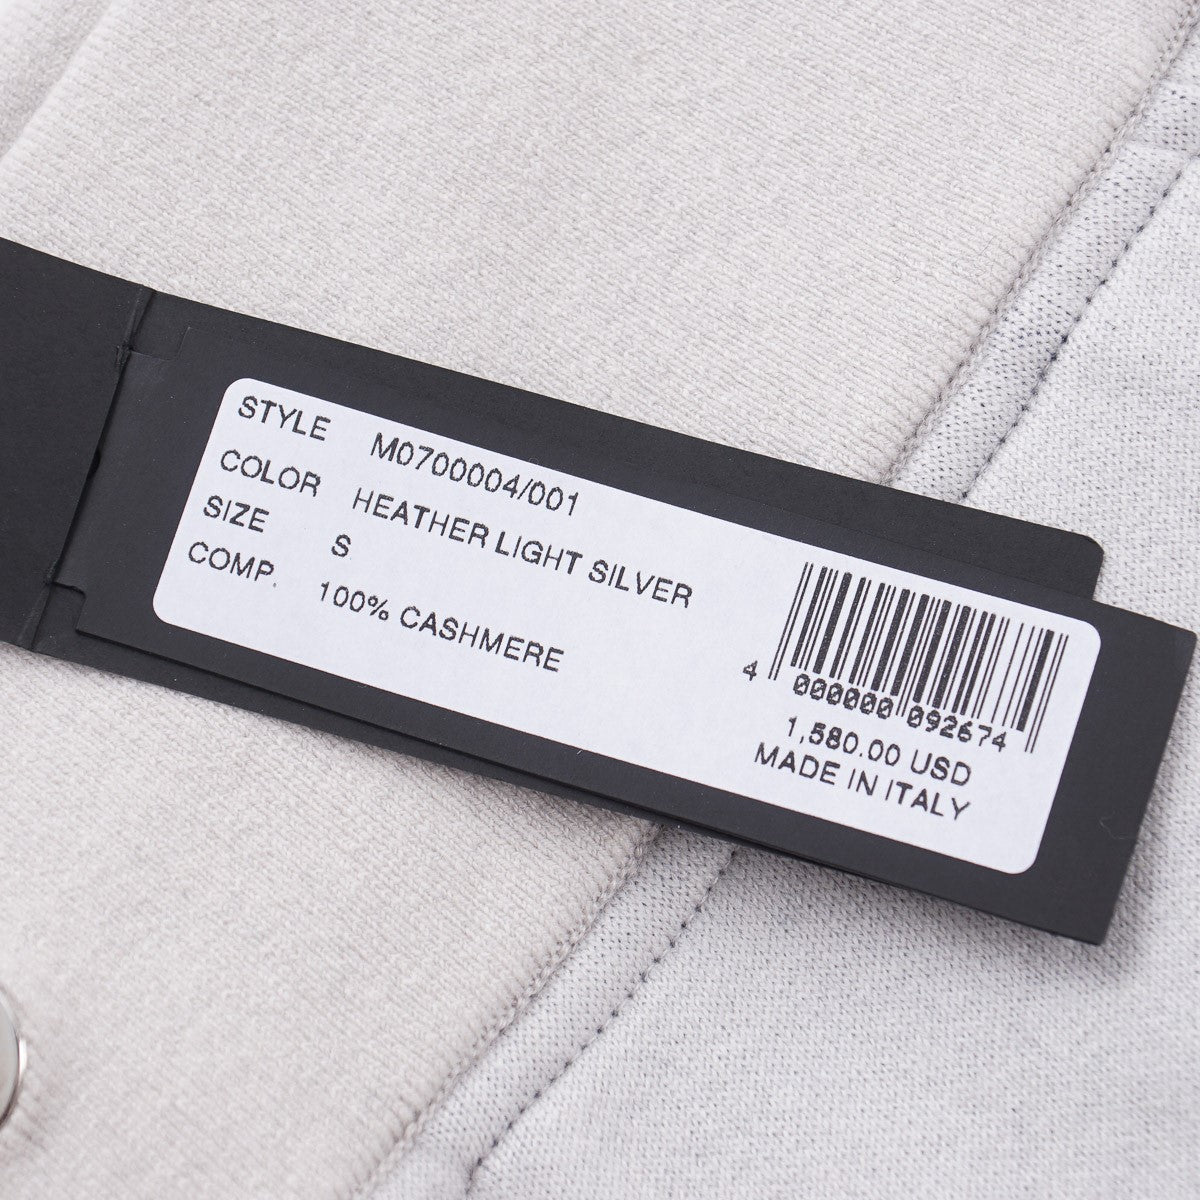 STYLE M0700004/001
COLOR HEATHER LIGHT SILVER
SIZE S
COMP. 100% CASHMERE
4 000000 092674
1,580.00 USD
MADE IN ITALY